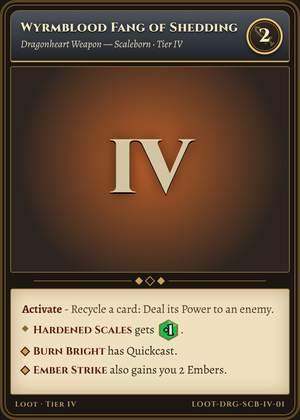 Wyrmblood Fang of Shedding
2
Dragonheart Weapon — Scaleborn · Tier IV
IV
Activate - Recycle a card: Deal its Power to an enemy.
Hardened Scales gets -1.
Burn Bright has Quickcast.
Ember Strike also gains you 2 Embers.
Loot · Tier IV
LOOT-DRG-SCB-IV-01